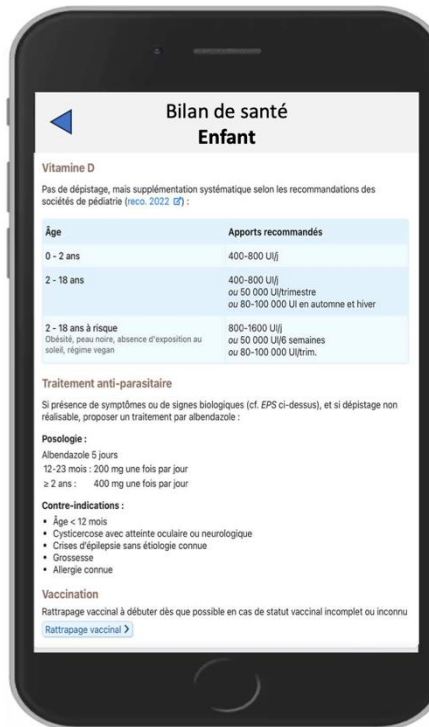 Bilan de santé
Enfant
Vitamine D
Pas de dépistage, mais supplémentation systématique selon les recommandations des
sociétés de pédiatrie (reco. 2022) :
Âge Apports recommandés
0 - 2 ans 400-800 UI/j
2 - 18 ans 400-800 UI/j
ou 50 000 UI/trimestre
ou 80-100 000 UI en automne et hiver
2 - 18 ans à risque 800-1600 UI/j
Obésité, peau noire, absence d'exposition au ou 50 000 UI/6 semaines
soleil, régime vegan ou 80-100 000 UI/trim.
Traitement anti-parasitaire
Si présence de symptômes ou de signes biologiques (cf. EPS ci-dessus), et si dépistage non
réalisable, proposer un traitement par albendazole :
Posologie :
Albendazole 5 jours
12-23 mois : 200 mg une fois par jour
≥ 2 ans : 400 mg une fois par jour
Contre-indications :
• Âge < 12 mois
• Cysticercose avec atteinte oculaire ou neurologique
• Crises d'épilepsie sans étiologie connue
• Grossesse
• Allergie connue
Vaccination
Rattrapage vaccinal à débuter dès que possible en cas de statut vaccinal incomplet ou inconnu
Rattrapage vaccinal >